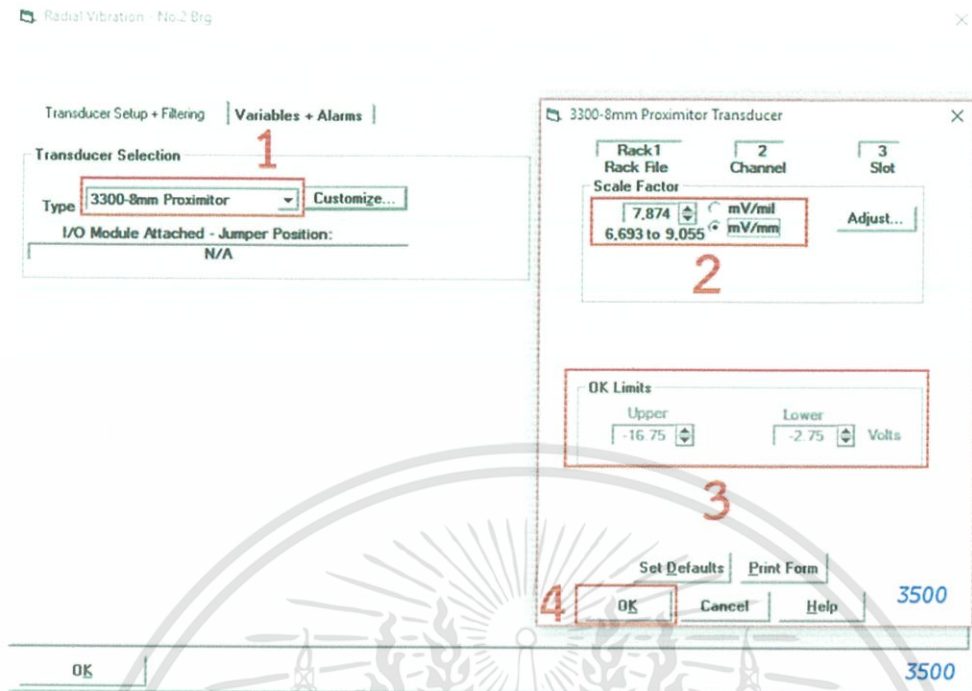 Radial Vibration - No.2 Brg
Transducer Setup + Filtering Variables + Alarms
1
Transducer Selection
Type 3300-8mm Proximitor Customize...
I/O Module Attached - Jumper Position:
N/A
3300-8mm Proximitor Transducer
Rack1 2 3
Rack File Channel Slot
Scale Factor
7,874 mV/mil
6,693 to 9,055 mV/mm
Adjust...
2
OK Limits
Upper Lower
-16.75 -2.75 Volts
3
Set Defaults Print Form
4 OK Cancel Help 3500
OK 3500